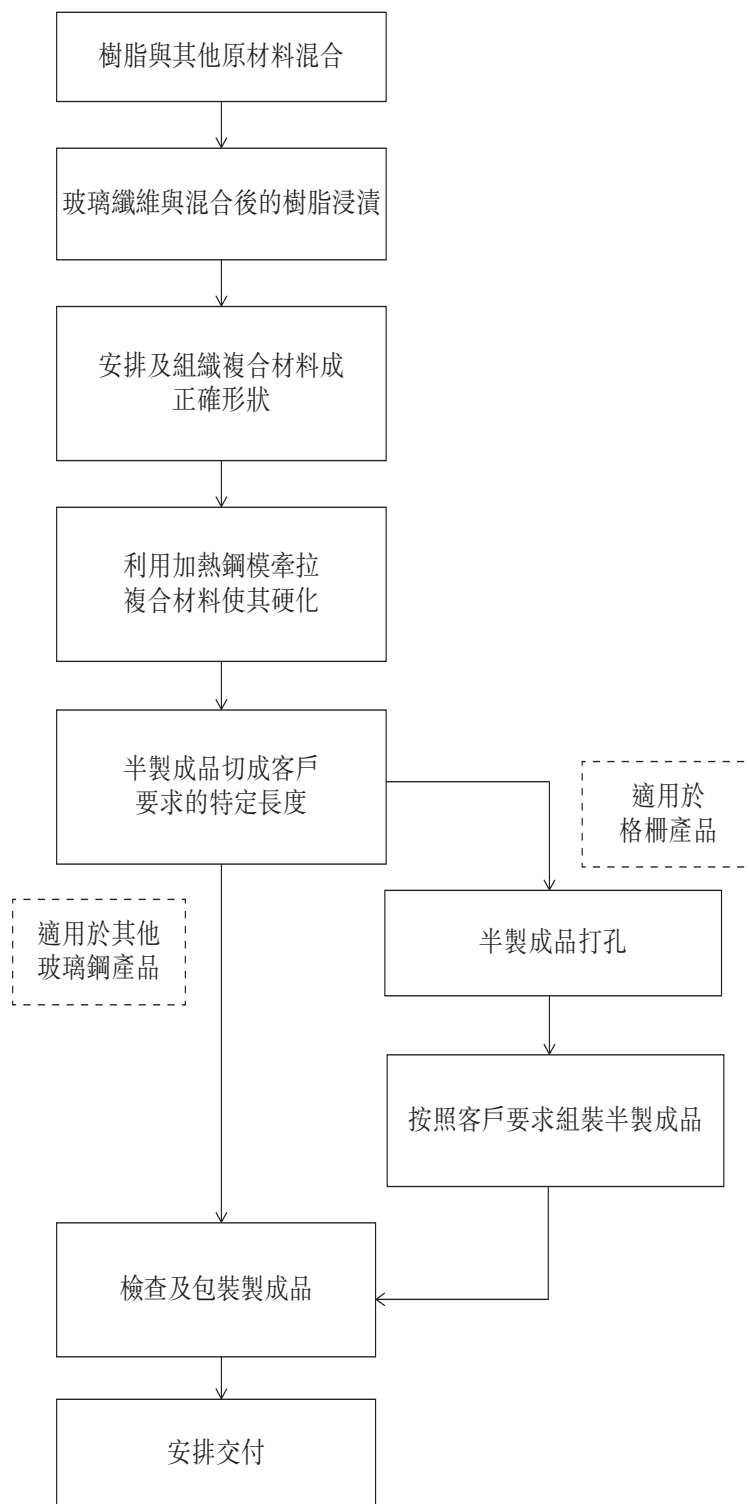 樹脂與其他原材料混合
玻璃纖維與混合後的樹脂浸漬
安排及組織複合材料成
正確形狀
利用加熱鋼模牽拉
複合材料使其硬化
半製成品切成客戶
要求的特定長度
適用於
格柵產品
適用於其他
玻璃鋼產品
半製成品打孔
按照客戶要求組裝半製成品
檢查及包裝製成品
安排交付